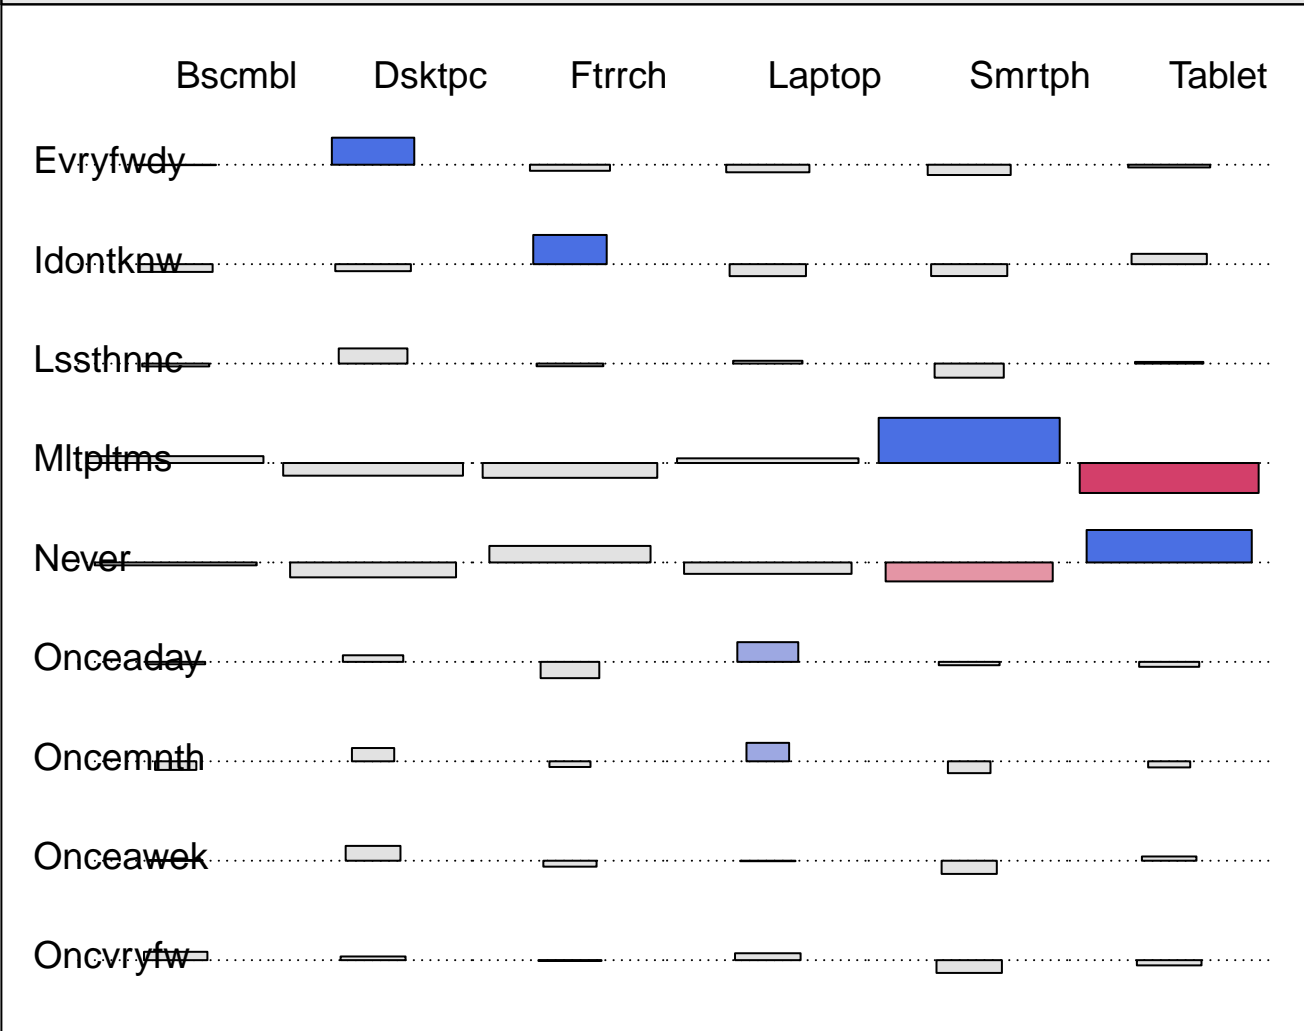 Bscmbl Dsktpc Ftrrch Laptop Smrtph Tablet
Evryfwdy
Idontknw
Lssthnnc
Mltpltms
Never
Onceaday
Oncemnth
Onceawek
Oncvryfw